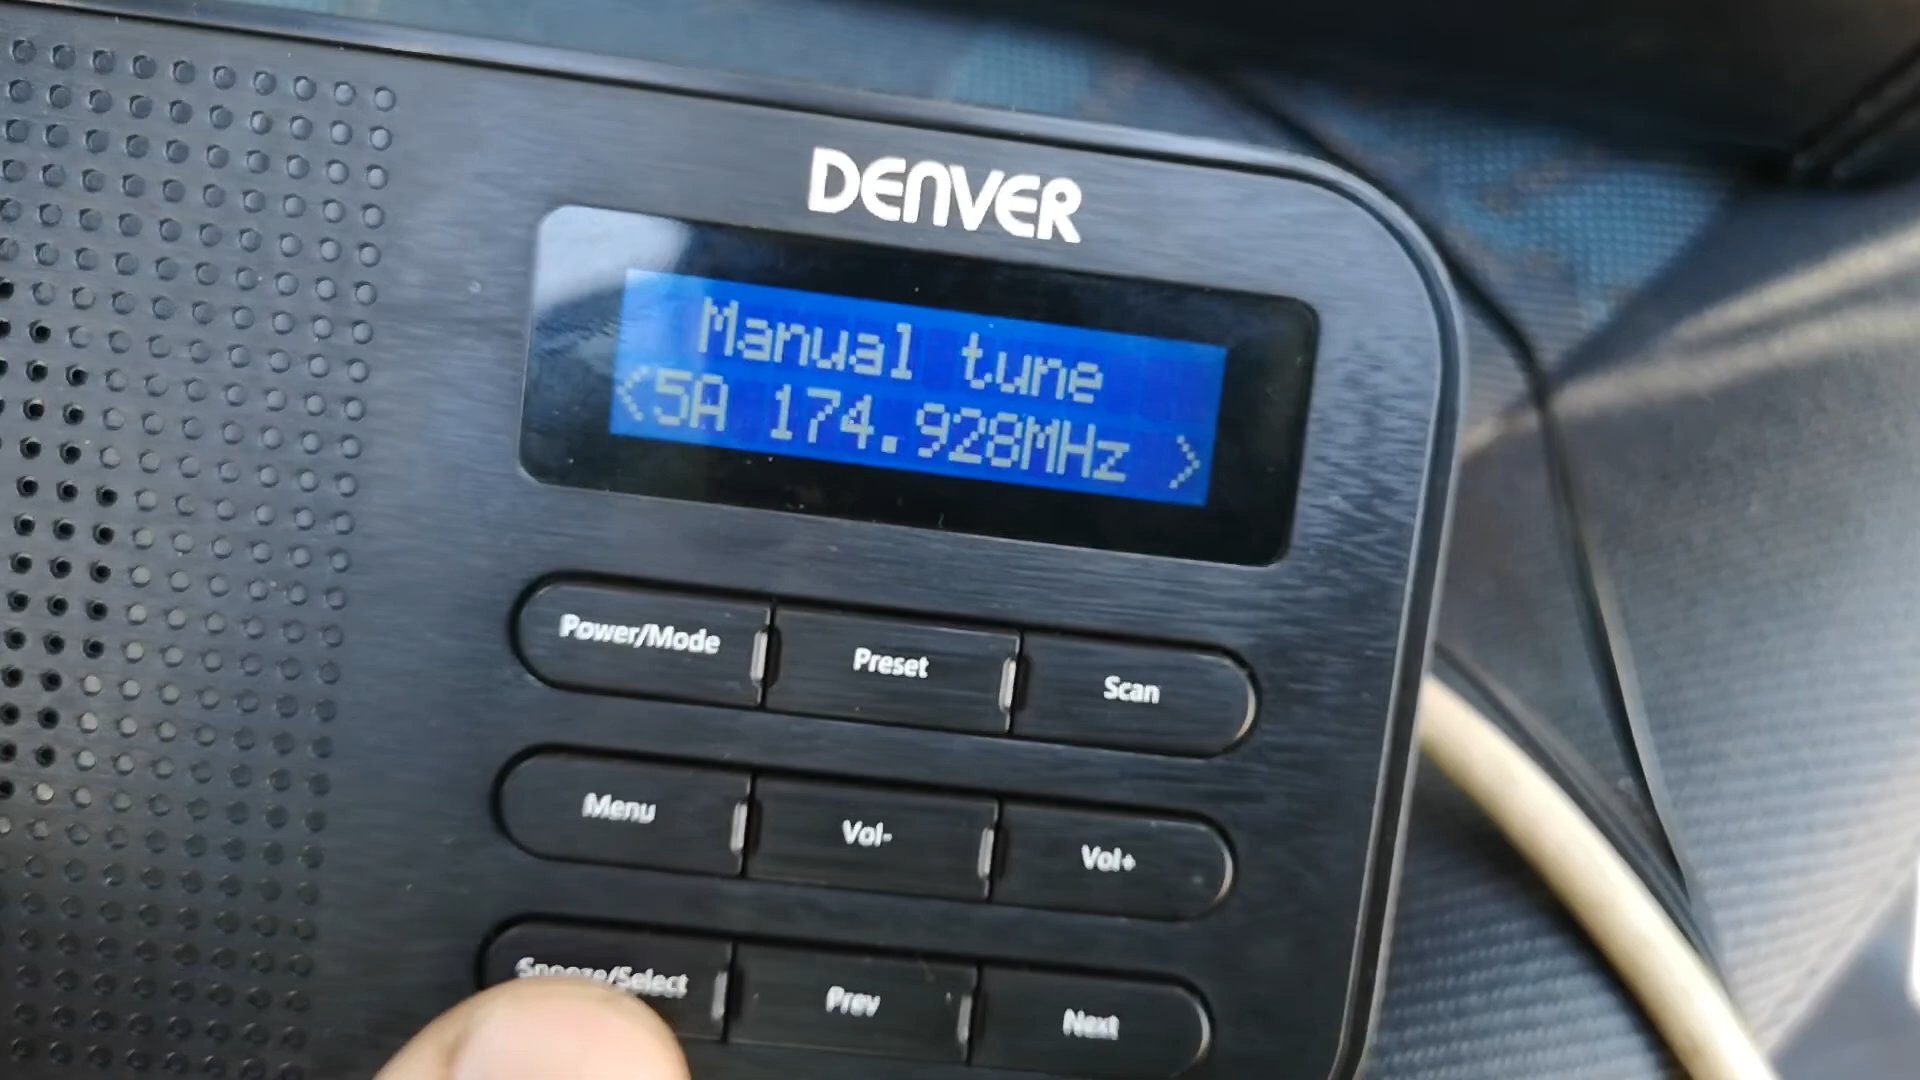 DENVER
Manual tune
<5A 174.928MHz >
Power/Mode
Preset
Scan
Menu
Vol-
Vol+
Snooze/Select
Prev
Next